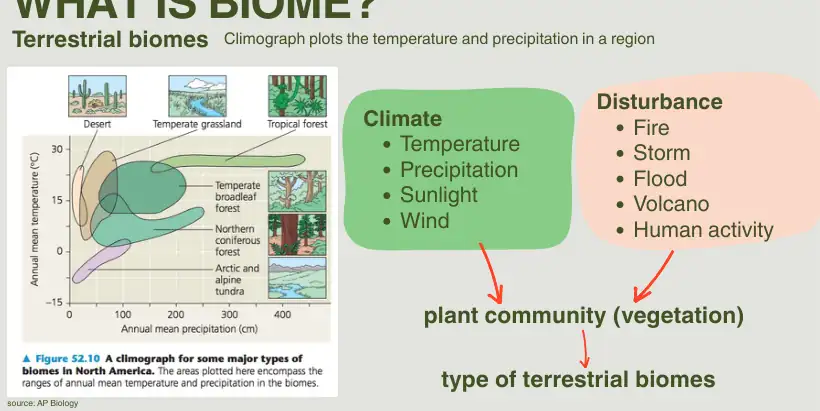 WHAT IS BIOME?
Terrestrial biomes
Climograph plots the temperature and precipitation in a region
Desert
Temperate grassland
Tropical forest
Annual mean temperature (°C)
30
15
0
–15
Temperate
broadleaf
forest
Northern
coniferous
forest
Arctic and
alpine
tundra
0
100
200
300
400
Annual mean precipitation (cm)
▲ Figure 52.10 A climograph for some major types of
biomes in North America. The areas plotted here encompass the
ranges of annual mean temperature and precipitation in the biomes.
source: AP Biology
Climate
• Temperature
• Precipitation
• Sunlight
• Wind
Disturbance
• Fire
• Storm
• Flood
• Volcano
• Human activity
plant community (vegetation)
type of terrestrial biomes